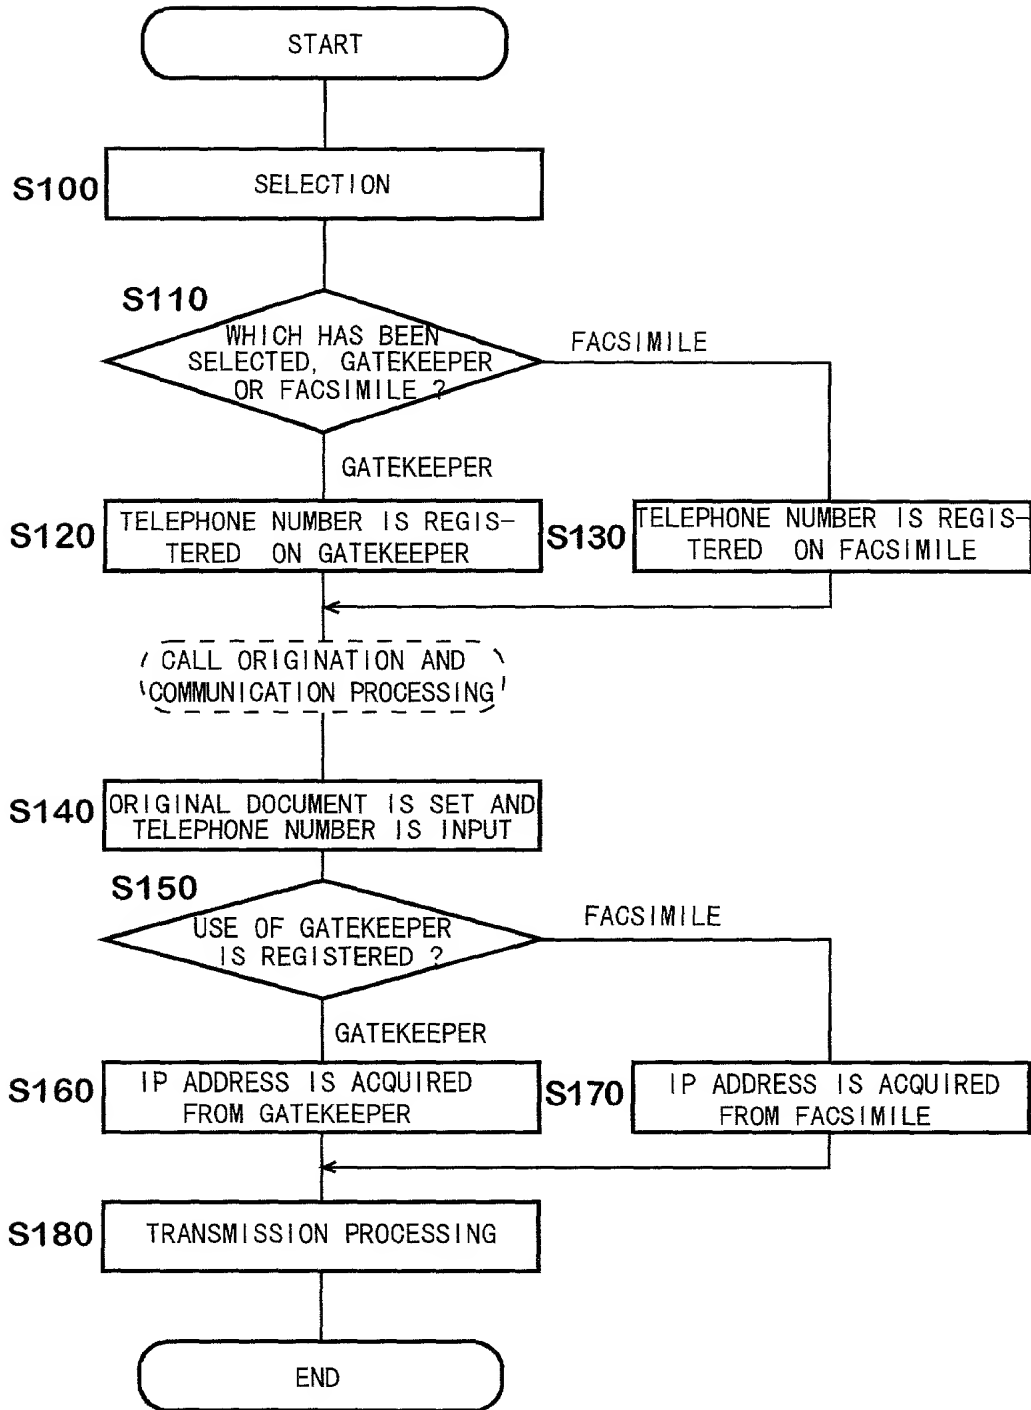 START
S100
SELECTION
S110
WHICH HAS BEEN
SELECTED, GATEKEEPER
OR FACSIMILE ?
FACSIMILE
GATEKEEPER
S120
TELEPHONE NUMBER IS REGIS-
TERED ON GATEKEEPER
S130
TELEPHONE NUMBER IS REGIS-
TERED ON FACSIMILE
CALL ORIGINATION AND
COMMUNICATION PROCESSING
S140
ORIGINAL DOCUMENT IS SET AND
TELEPHONE NUMBER IS INPUT
S150
USE OF GATEKEEPER
IS REGISTERED ?
FACSIMILE
GATEKEEPER
S160
IP ADDRESS IS ACQUIRED
FROM GATEKEEPER
S170
IP ADDRESS IS ACQUIRED
FROM FACSIMILE
S180
TRANSMISSION PROCESSING
END